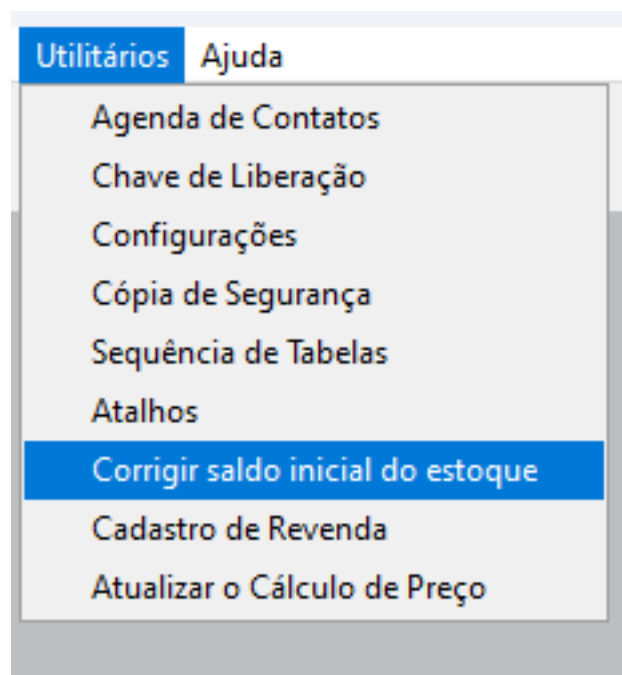 Utilitários Ajuda
Agenda de Contatos
Chave de Liberação
Configurações
Cópia de Segurança
Sequência de Tabelas
Atalhos
Corrigir saldo inicial do estoque
Cadastro de Revenda
Atualizar o Cálculo de Preço